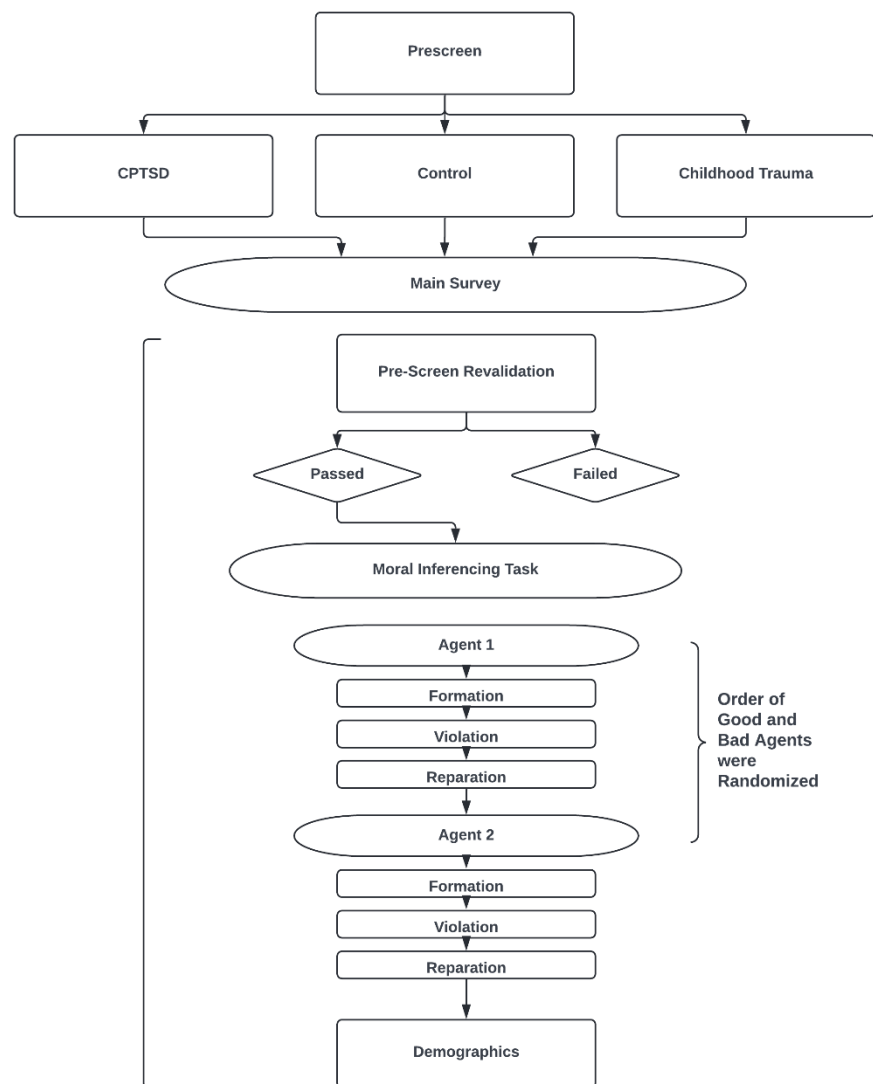 Prescreen
CPTSD
Control
Childhood Trauma
Main Survey
Pre-Screen Revalidation
Passed
Failed
Moral Inferencing Task
Agent 1
Formation
Violation
Reparation
Order of
Good and
Bad Agents
were
Randomized
Agent 2
Formation
Violation
Reparation
Demographics